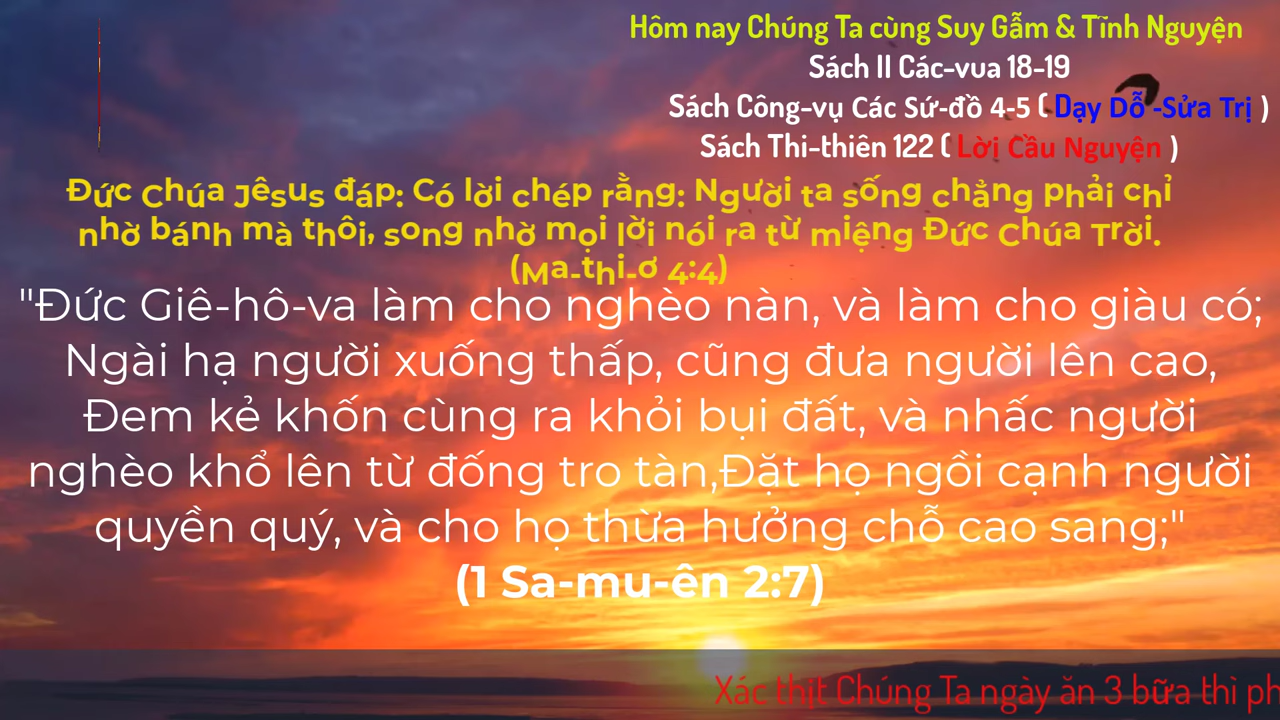 Hôm nay Chúng Ta cùng Suy Gẫm & Tĩnh Nguyện
Sách II Các-vua 18-19
Sách Công-vụ Các Sứ-đồ 4-5 ( Dạy Dỗ -Sửa Trị )
Sách Thi-thiên 122 ( Lời Cầu Nguyện )
Đức Chúa Jêsus đáp: Có lời chép rằng: Người ta sống chẳng phải chỉ
nhờ bánh mà thôi, song nhờ mọi lời nói ra từ miệng Đức Chúa Trời.
(Ma-thi-ơ 4:4)
"Đức Giê-hô-va làm cho nghèo nàn, và làm cho giàu có;
Ngài hạ người xuống thấp, cũng đưa người lên cao,
Đem kẻ khốn cùng ra khỏi bụi đất, và nhấc người
nghèo khổ lên từ đống tro tàn,Đặt họ ngồi cạnh người
quyền quý, và cho họ thừa hưởng chỗ cao sang;"
(1 Sa-mu-ên 2:7)
Xác thịt Chúng Ta ngày ăn 3 bữa thì ph